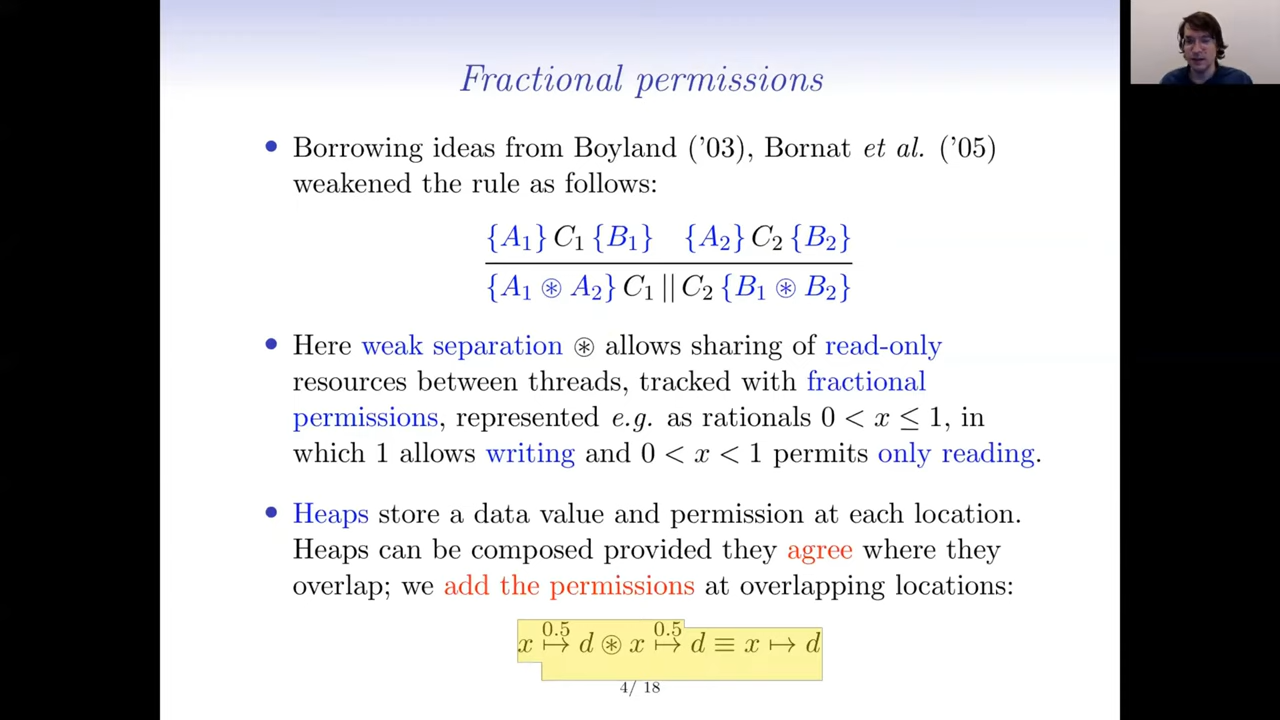 Fractional permissions
• Borrowing ideas from Boyland ('03), Bornat et al. ('05)
weakened the rule as follows:
{A₁} C₁ {B₁} {A₂} C₂ {B₂}
{A₁ ⊛ A₂} C₁ || C₂ {B₁ ⊛ B₂}
• Here weak separation ⊛ allows sharing of read-only
resources between threads, tracked with fractional
permissions, represented e.g. as rationals 0 < x ≤ 1, in
which 1 allows writing and 0 < x < 1 permits only reading.
• Heaps store a data value and permission at each location.
Heaps can be composed provided they agree where they
overlap; we add the permissions at overlapping locations:
x 0.5↦ d ⊛ x 0.5↦ d ≡ x ↦ d
4/ 18